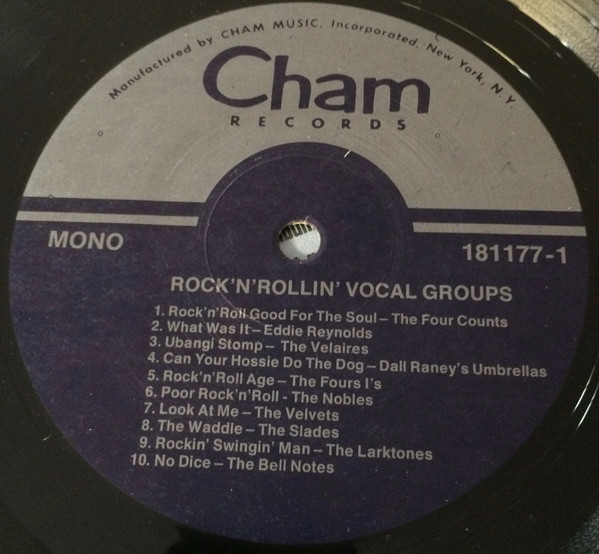 Manufactured by CHAM MUSIC, Incorporated, New York, N.Y.
Cham
RECORDS
MONO
181177-1
ROCK'N'ROLLIN' VOCAL GROUPS
1. Rock'n'Roll Good For The Soul – The Four Counts
2. What Was It – Eddie Reynolds
3. Ubangi Stomp – The Velaires
4. Can Your Hossie Do The Dog – Dall Raney's Umbrellas
5. Rock'n'Roll Age – The Fours I's
6. Poor Rock'n'Roll - The Nobles
7. Look At Me – The Velvets
8. The Waddle – The Slades
9. Rockin' Swingin' Man – The Larktones
10. No Dice – The Bell Notes